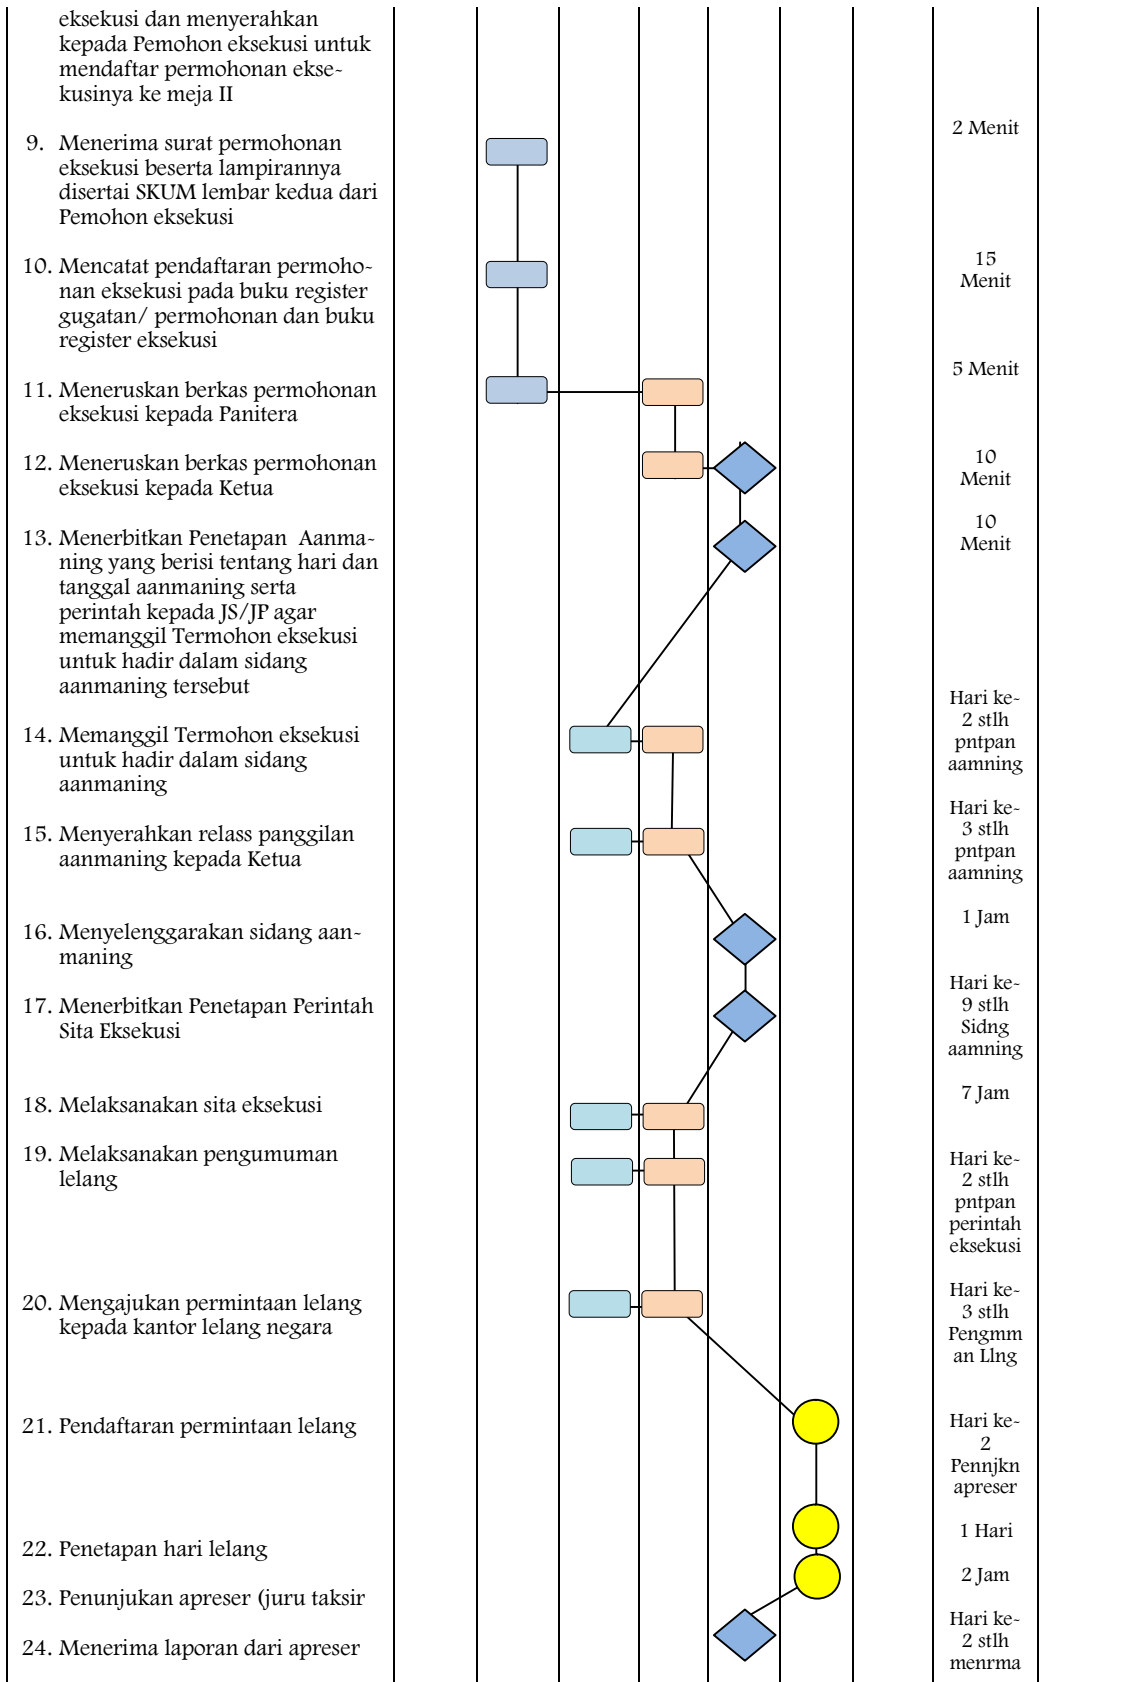 eksekusi dan menyerahkan
kepada Pemohon eksekusi untuk
mendaftar permohonan ekse-
kusinya ke meja II
2 Menit
9. Menerima surat permohonan
eksekusi beserta lampirannya
disertai SKUM lembar kedua dari
Pemohon eksekusi
15
Menit
10. Mencatat pendaftaran permoho-
nan eksekusi pada buku register
gugatan/ permohonan dan buku
register eksekusi
5 Menit
11. Meneruskan berkas permohonan
eksekusi kepada Panitera
10
Menit
12. Meneruskan berkas permohonan
eksekusi kepada Ketua
10
Menit
13. Menerbitkan Penetapan Aanma-
ning yang berisi tentang hari dan
tanggal aanmaning serta
perintah kepada JS/JP agar
memanggil Termohon eksekusi
untuk hadir dalam sidang
aanmaning tersebut
Hari ke-
2 stlh
pntpan
aamning
14. Memanggil Termohon eksekusi
untuk hadir dalam sidang
aanmaning
Hari ke-
3 stlh
pntpan
aamning
15. Menyerahkan relass panggilan
aanmaning kepada Ketua
1 Jam
16. Menyelenggarakan sidang aan-
maning
Hari ke-
9 stlh
Sidng
aamning
17. Menerbitkan Penetapan Perintah
Sita Eksekusi
7 Jam
18. Melaksanakan sita eksekusi
19. Melaksanakan pengumuman
lelang
Hari ke-
2 stlh
pntpan
perintah
eksekusi
20. Mengajukan permintaan lelang
kepada kantor lelang negara
Hari ke-
3 stlh
Pengmm
an Llng
21. Pendaftaran permintaan lelang
Hari ke-
2
Pennjkn
apreser
22. Penetapan hari lelang
1 Hari
23. Penunjukan apreser (juru taksir
2 Jam
24. Menerima laporan dari apreser
Hari ke-
2 stlh
menrma